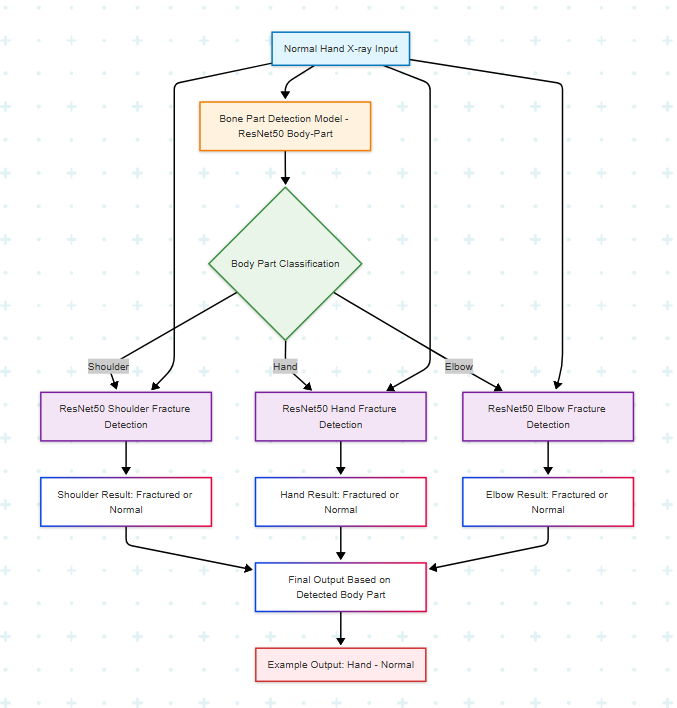 Normal Hand X-ray Input
Bone Part Detection Model -
ResNet50 Body-Part
Body Part Classification
Shoulder
Hand
Elbow
ResNet50 Shoulder Fracture
Detection
ResNet50 Hand Fracture
Detection
ResNet50 Elbow Fracture
Detection
Shoulder Result: Fractured or
Normal
Hand Result: Fractured or
Normal
Elbow Result: Fractured or
Normal
Final Output Based on
Detected Body Part
Example Output: Hand - Normal